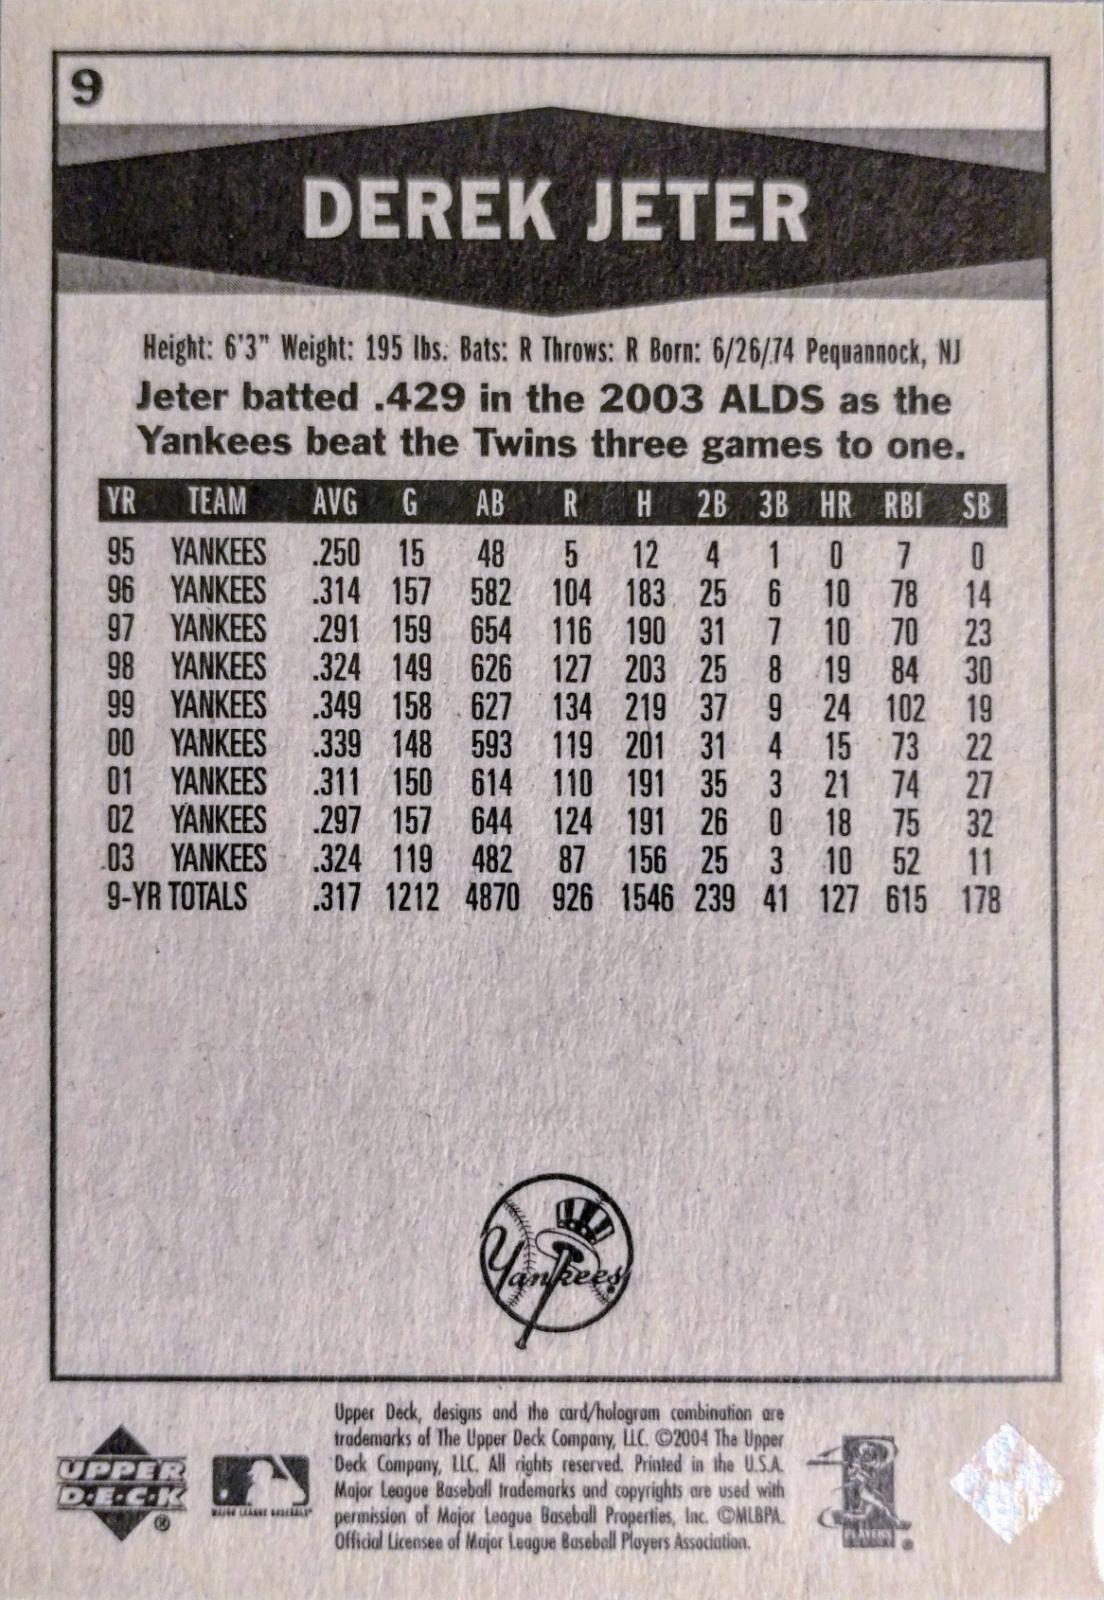 9
DEREK JETER
Height: 6'3" Weight: 195 lbs. Bats: R Throws: R Born: 6/26/74 Pequannock, NJ
Jeter batted .429 in the 2003 ALDS as the
Yankees beat the Twins three games to one.
YR TEAM AVG G AB R H 2B 3B HR RBI SB
95 YANKEES .250 15 48 5 12 4 1 0 7 0
96 YANKEES .314 157 582 104 183 25 6 10 78 14
97 YANKEES .291 159 654 116 190 31 7 10 70 23
98 YANKEES .324 149 626 127 203 25 8 19 84 30
99 YANKEES .349 158 627 134 219 37 9 24 102 19
00 YANKEES .339 148 593 119 201 31 4 15 73 22
01 YANKEES .311 150 614 110 191 35 3 21 74 27
02 YANKEES .297 157 644 124 191 26 0 18 75 32
03 YANKEES .324 119 482 87 156 25 3 10 52 11
9-YR TOTALS .317 1212 4870 926 1546 239 41 127 615 178
Yankees®
Upper Deck, designs and the card/hologram combination are
trademarks of The Upper Deck Company, LLC. ©2004 The Upper
Deck Company, LLC. All rights reserved. Printed in the U.S.A.
Major League Baseball trademarks and copyrights are used with
permission of Major League Baseball Properties, Inc. ©MLBPA.
Official Licensee of Major League Baseball Players Association.
UPPER
D·E·C·K
®
MAJOR LEAGUE BASEBALL
PLAYERS